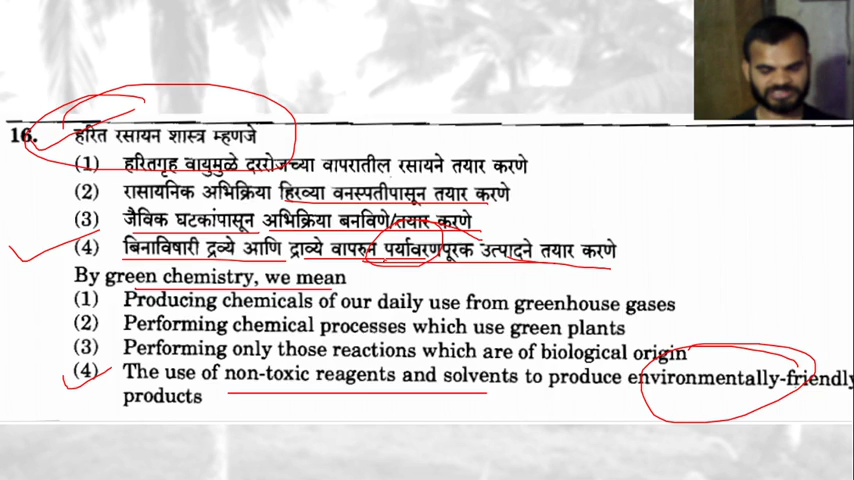 16. हरित रसायन शास्त्र म्हणजे
(1) हरितगृह वायुमुळे दररोजच्या वापरातील रसायने तयार करणे
(2) रासायनिक अभिक्रिया हिरव्या वनस्पतीपासून तयार करणे
(3) जैविक घटकांपासून अभिक्रिया बनविणे/तयार करणे
(4) बिनाविषारी द्रव्ये आणि द्राव्ये वापरुन पर्यावरणपूरक उत्पादने तयार करणे
By green chemistry, we mean
(1) Producing chemicals of our daily use from greenhouse gases
(2) Performing chemical processes which use green plants
(3) Performing only those reactions which are of biological origin
(4) The use of non-toxic reagents and solvents to produce environmentally-friendly
products